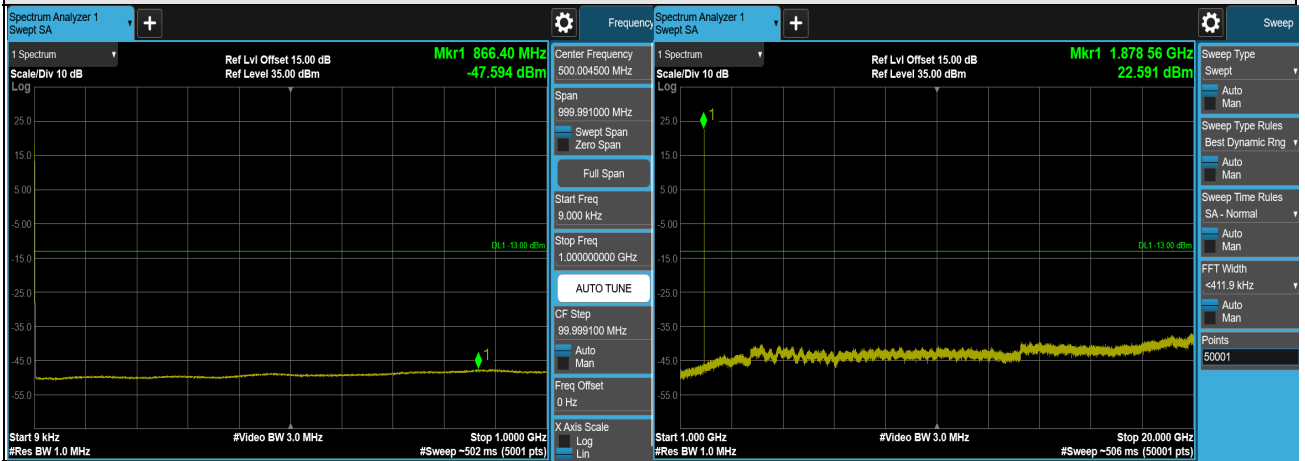 Spectrum Analyzer 1
Swept SA
+
Frequency
1 Spectrum
Ref Lvl Offset 15.00 dB
Mkr1 866.40 MHz
Scale/Div 10 dB
Ref Level 35.00 dBm
-47.594 dBm
Log
25.0
15.0
5.00
-5.00
-15.0
-25.0
-35.0
-45.0
-55.0
DL1 -13.00 dBm
1
Start 9 kHz
#Video BW 3.0 MHz
Stop 1.0000 GHz
#Res BW 1.0 MHz
#Sweep ~502 ms (5001 pts)
Center Frequency
500.004500 MHz
Span
999.991000 MHz
Swept Span
Zero Span
Full Span
Start Freq
9.000 kHz
Stop Freq
1.000000000 GHz
AUTO TUNE
CF Step
99.999100 MHz
Auto
Man
Freq Offset
0 Hz
X Axis Scale
Log
Lin
Spectrum Analyzer 1
Swept SA
+
Sweep
1 Spectrum
Ref Lvl Offset 15.00 dB
Mkr1 1.878 56 GHz
Scale/Div 10 dB
Ref Level 35.00 dBm
22.591 dBm
Log
1
25.0
15.0
5.00
-5.00
-15.0
-25.0
-35.0
-45.0
-55.0
DL1 -13.00 dBm
Start 1.000 GHz
#Video BW 3.0 MHz
Stop 20.000 GHz
#Res BW 1.0 MHz
#Sweep ~506 ms (50001 pts)
Sweep Type
Swept
Auto
Man
Sweep Type Rules
Best Dynamic Rng
Auto
Man
Sweep Time Rules
SA - Normal
Auto
Man
FFT Width
<411.9 kHz
Auto
Man
Points
50001